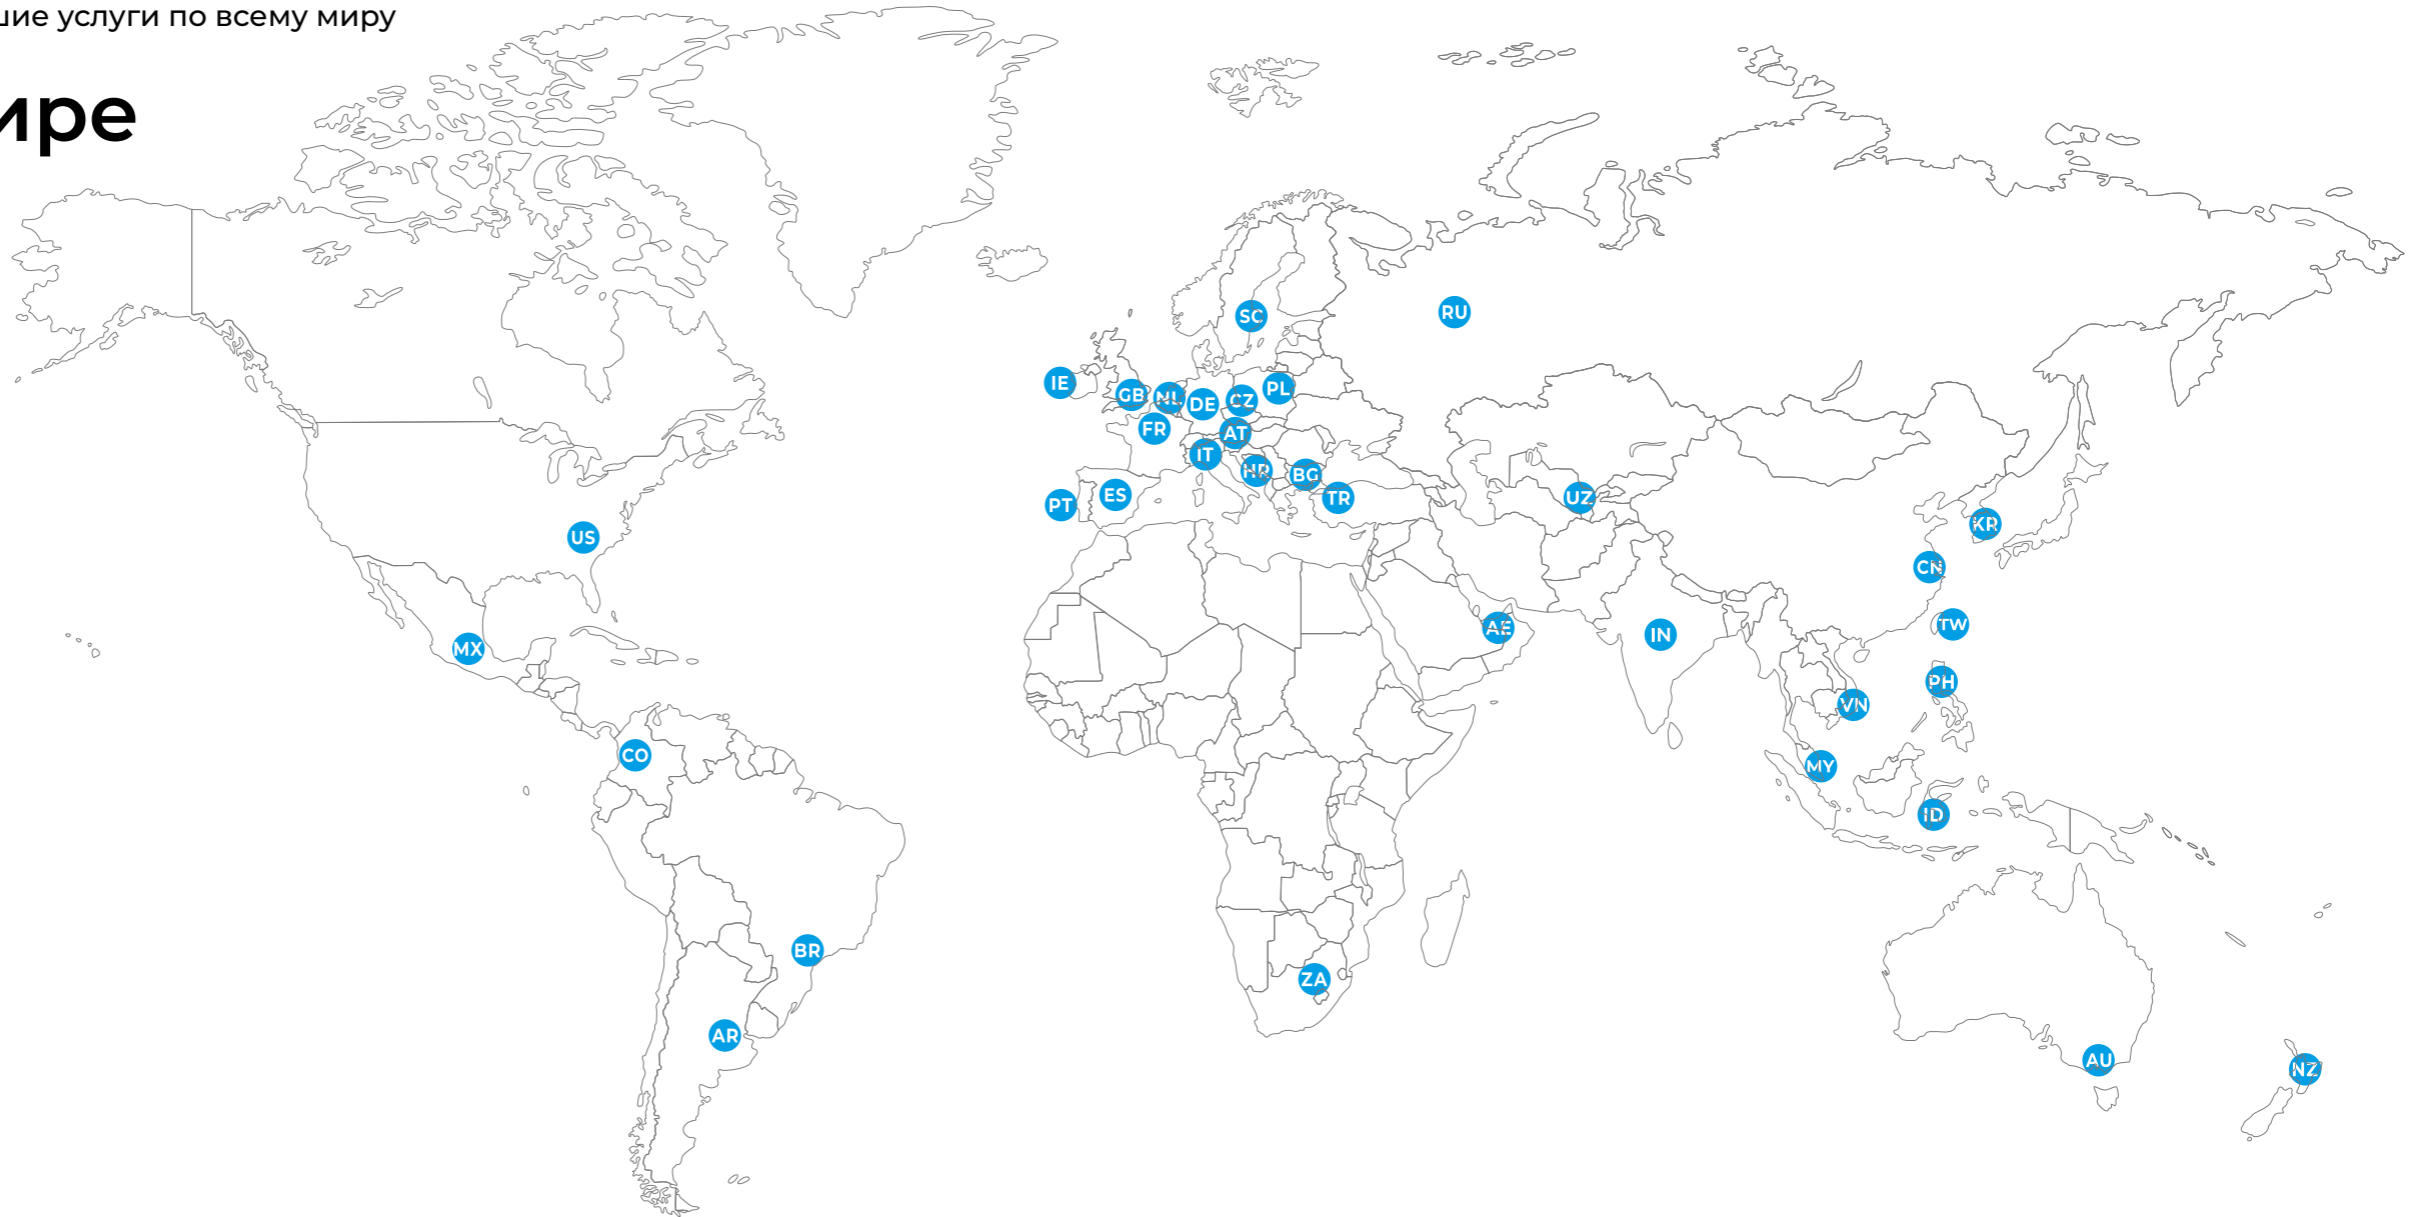 шие услуги по всему миру
ире
SC
RU
IE
GB
NL
DE
CZ
PL
FR
AT
IT
HR
BG
PT
ES
TR
UZ
KR
US
CN
MX
AE
IN
TW
PH
VN
CO
MY
ID
BR
ZA
AR
AU
NZ